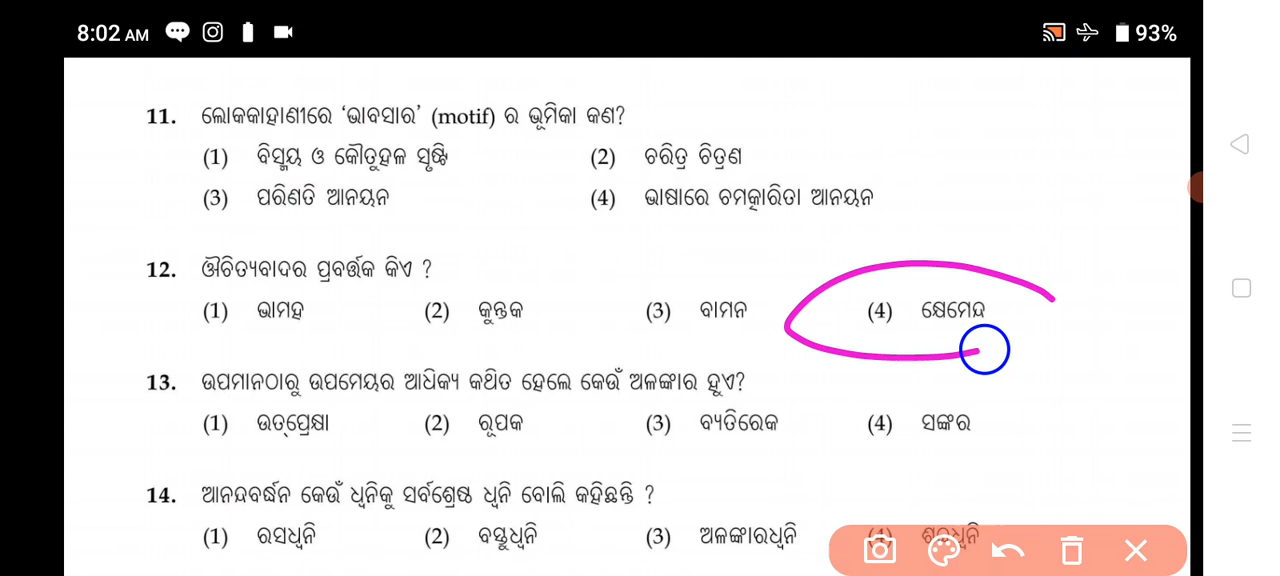 8:02 AM 93%
11. ଲୋକକାହାଣୀରେ ‘ଭାବସାର’ (motif) ର ଭୂମିକା କଣ?
(1) ବିସ୍ମୟ ଓ କୌତୁହଳ ସୃଷ୍ଟି (2) ଚରିତ୍ର ଚିତ୍ରଣ
(3) ପରିଣତି ଆନୟନ (4) ଭାଷାରେ ଚମତ୍କାରିତା ଆନୟନ
12. ଔଚିତ୍ୟବାଦର ପ୍ରବର୍ତ୍ତକ କିଏ ?
(1) ଭାମହ (2) କୁନ୍ତକ (3) ବାମନ (4) କ୍ଷେମେନ୍ଦ୍ର
13. ଉପମାନଠାରୁ ଉପମେୟର ଆଧିକ୍ୟ କଥିତ ହେଲେ କେଉଁ ଅଳଙ୍କାର ହୁଏ?
(1) ଉତ୍‌ପ୍ରେକ୍ଷା (2) ରୂପକ (3) ବ୍ୟତିରେକ (4) ସଙ୍କର
14. ଆନନ୍ଦବର୍ଦ୍ଧନ କେଉଁ ଧ୍ୱନିକୁ ସର୍ବଶ୍ରେଷ୍ଠ ଧ୍ୱନି ବୋଲି କହିଛନ୍ତି ?
(1) ରସଧ୍ୱନି (2) ବସ୍ତୁଧ୍ୱନି (3) ଅଳଙ୍କାରଧ୍ୱନି (4)